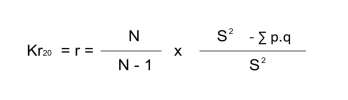 Kr₂₀ = r = N / N - 1 x S² - ∑ p.q / S²